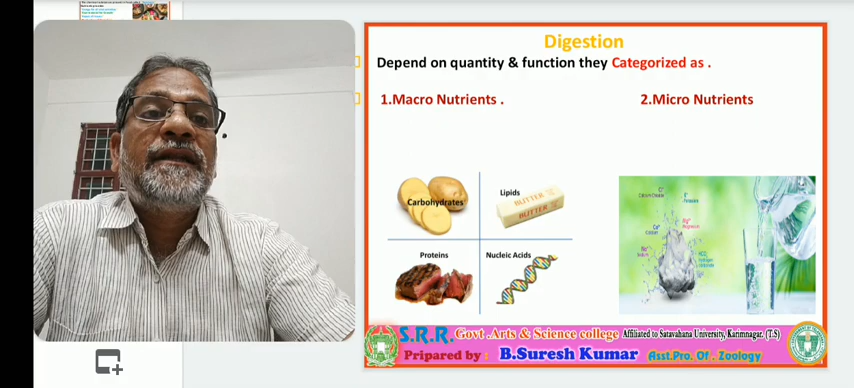 Digestion
Depend on quantity & function they Categorized as .
1.Macro Nutrients .
2.Micro Nutrients
Carbohydrates
Lipids
BUTTER
BUTTER
Proteins
Nucleic Acids
S.R.R. Govt .Arts & Science college Affiliated to Satavahana University, Karimnagar. (T.S)
Pripared by : B.Suresh Kumar Asst.Pro. Of . Zoology